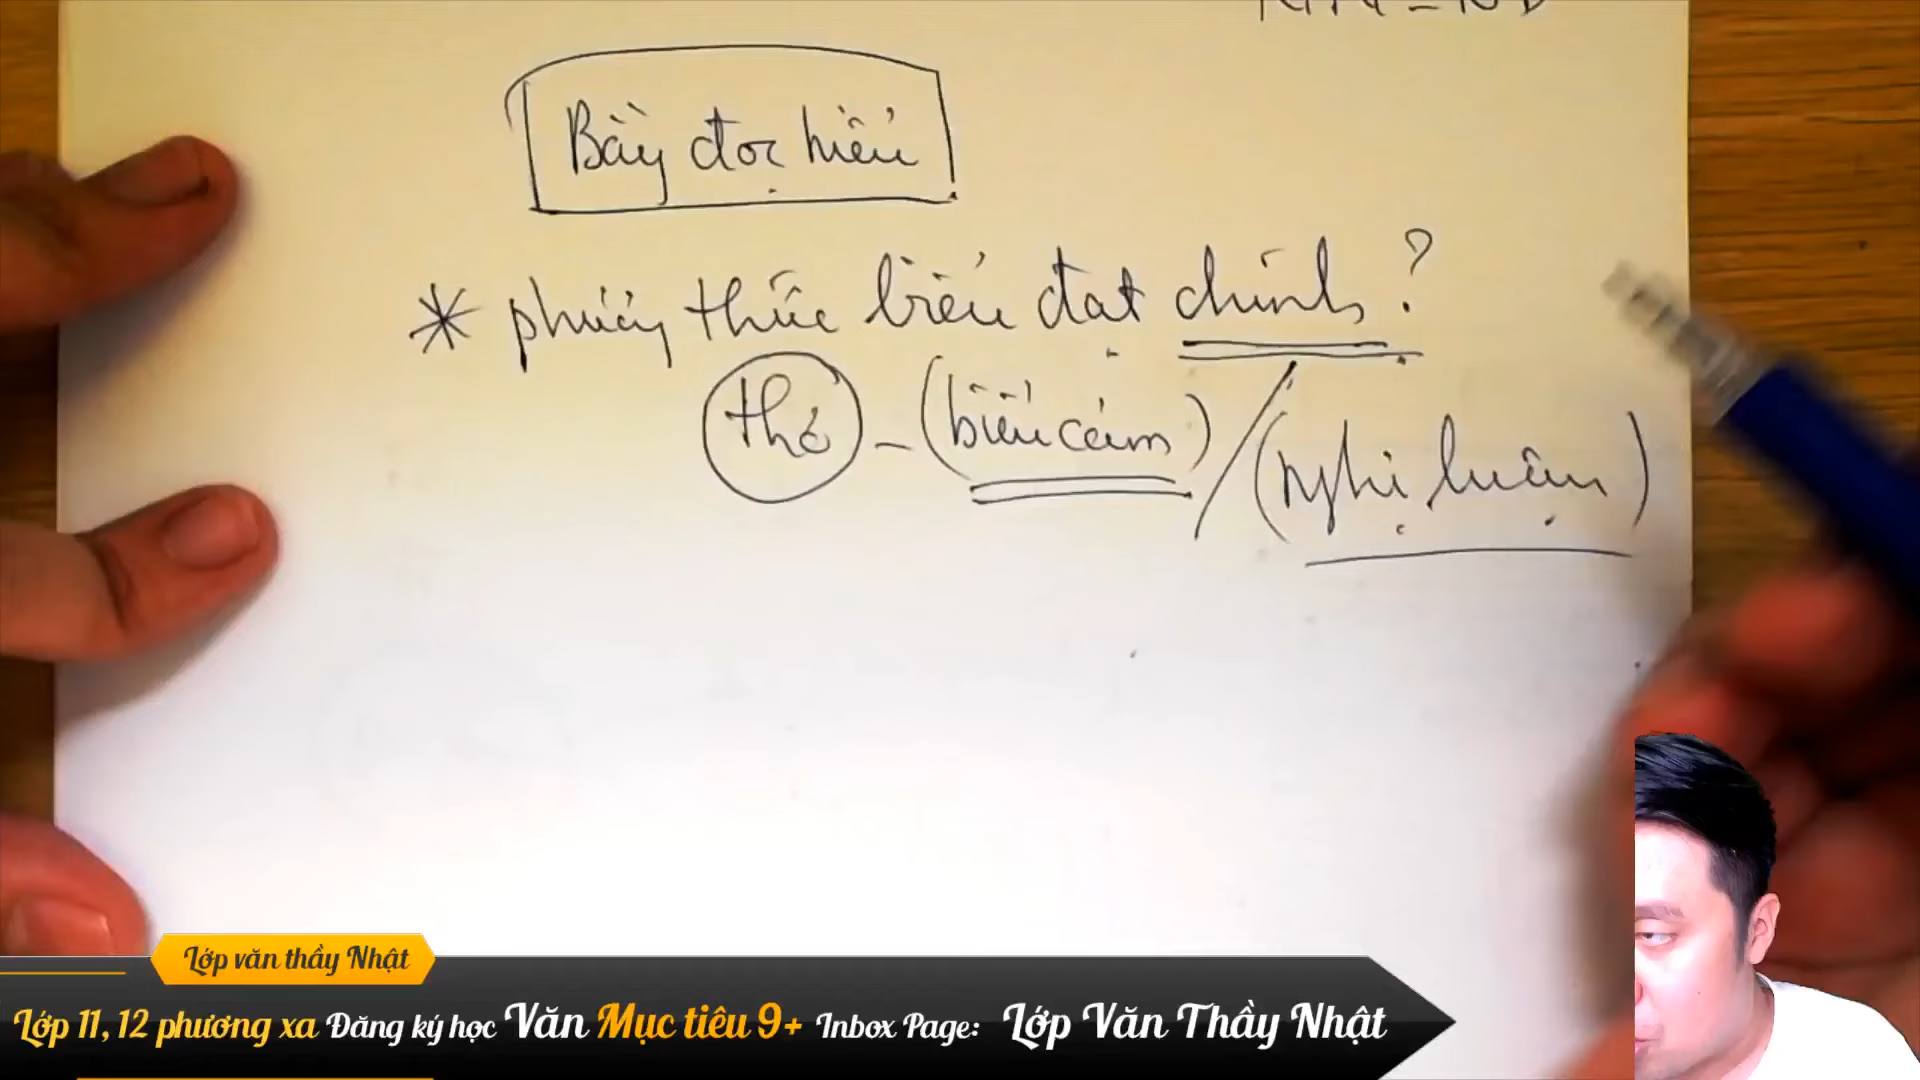 Bẫy đọc hiểu
* phương thức biểu đạt chính?
thơ - (biểu cảm) / (nghị luận)
Lớp văn thầy Nhật
Lớp 11, 12 phương xa Đăng ký học Văn Mục tiêu 9+ Inbox Page: Lớp Văn Thầy Nhật